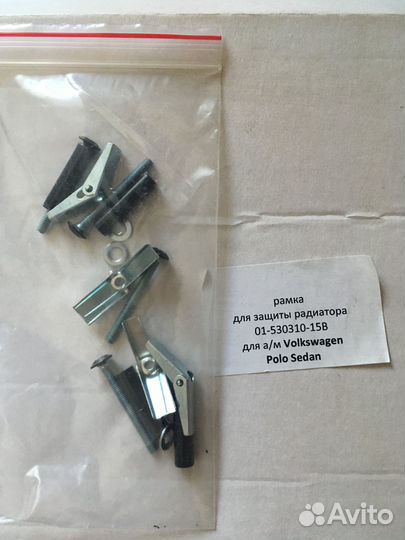 рамка
для защиты радиатора
01-530310-15В
для а/м Volkswagen
Polo Sedan
Avito